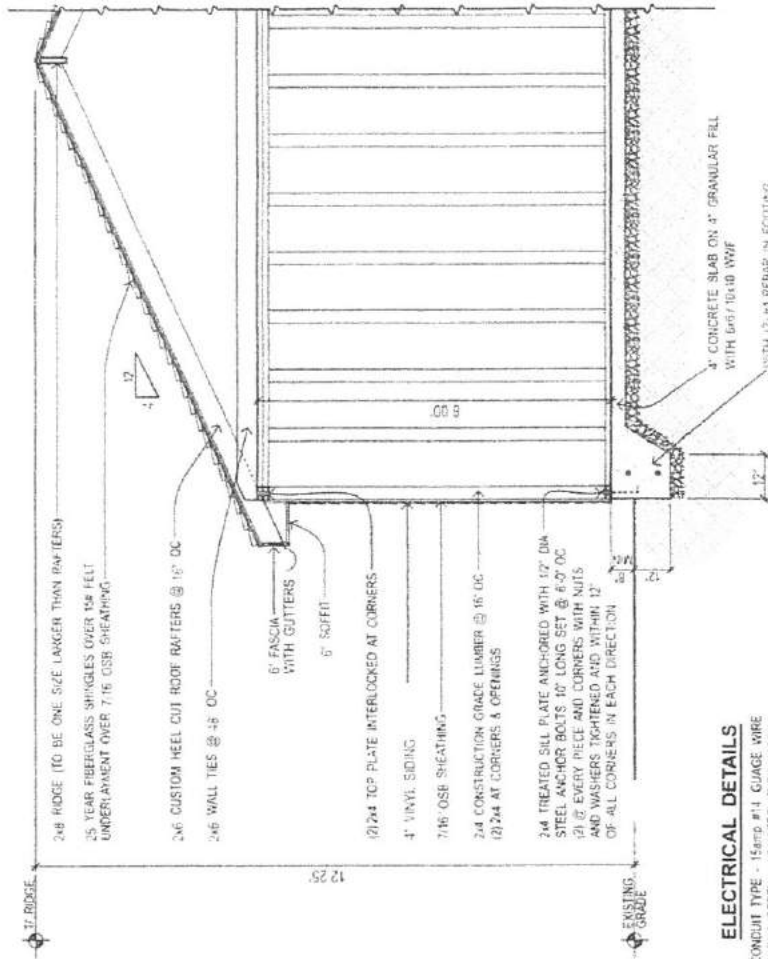 T/ RIDGE
2x8 RIDGE (TO BE ONE SIZE LARGER THAN RAFTERS)
25 YEAR FIBERGLASS SHINGLES OVER 15# FELT
UNDERLAYMENT OVER 7/16 OSB SHEATHING
12
4
2x6 CUSTOM HEEL CUT ROOF RAFTERS @ 16" OC
2x6 WALL TIES @ 48" OC
6" FASCIA
WITH GUTTERS
6" SOFFIT
12.25'
8.00'
(2) 2x4 TOP PLATE INTERLOCKED AT CORNERS
4" VINYL SIDING
7/16" OSB SHEATHING
2x4 CONSTRUCTION GRADE LUMBER @ 16" OC
(2) 2x4 AT CORNERS & OPENINGS
2x4 TREATED SILL PLATE ANCHORED WITH 1/2" DIA
STEEL ANCHOR BOLTS 10" LONG SET @ 6'-0" OC
(2) @ EVERY PIECE AND CORNERS WITH NUTS
AND WASHERS TIGHTENED AND WITHIN 12"
OF ALL CORNERS IN EACH DIRECTION
EXISTING
GRADE
8"
MIN
12"
12"
4" CONCRETE SLAB ON 4" GRANULAR FILL
WITH 6x6 / 10x10 WWF
WITH (2) REBAR IN FOOTING
ELECTRICAL DETAILS
CONDUIT TYPE - 15amp #14 GUAGE WIRE